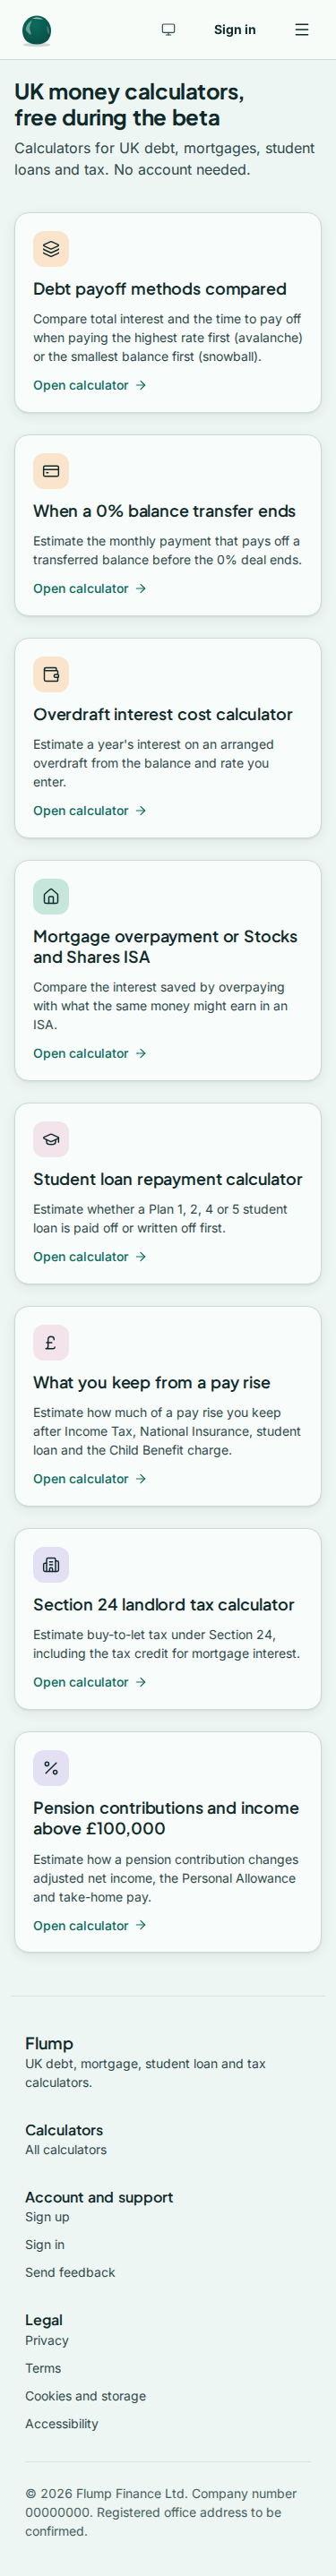 Sign in
UK money calculators,
free during the beta
Calculators for UK debt, mortgages, student
loans and tax. No account needed.
Debt payoff methods compared
Compare total interest and the time to pay off
when paying the highest rate first (avalanche)
or the smallest balance first (snowball).
Open calculator →
When a 0% balance transfer ends
Estimate the monthly payment that pays off a
transferred balance before the 0% deal ends.
Open calculator →
Overdraft interest cost calculator
Estimate a year's interest on an arranged
overdraft from the balance and rate you
enter.
Open calculator →
Mortgage overpayment or Stocks
and Shares ISA
Compare the interest saved by overpaying
with what the same money might earn in an
ISA.
Open calculator →
Student loan repayment calculator
Estimate whether a Plan 1, 2, 4 or 5 student
loan is paid off or written off first.
Open calculator →
£
What you keep from a pay rise
Estimate how much of a pay rise you keep
after Income Tax, National Insurance, student
loan and the Child Benefit charge.
Open calculator →
Section 24 landlord tax calculator
Estimate buy-to-let tax under Section 24,
including the tax credit for mortgage interest.
Open calculator →
%
Pension contributions and income
above £100,000
Estimate how a pension contribution changes
adjusted net income, the Personal Allowance
and take-home pay.
Open calculator →
Flump
UK debt, mortgage, student loan and tax
calculators.
Calculators
All calculators
Account and support
Sign up
Sign in
Send feedback
Legal
Privacy
Terms
Cookies and storage
Accessibility
© 2026 Flump Finance Ltd. Company number
00000000. Registered office address to be
confirmed.